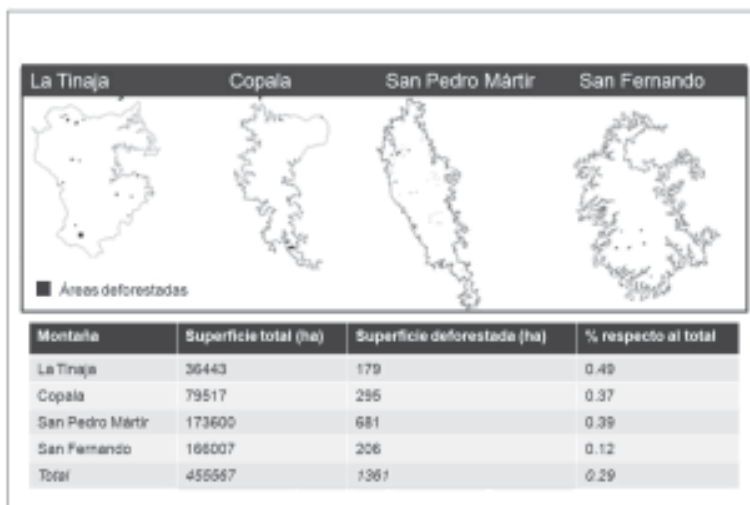 La Tinaja Copala San Pedro Mártir San Fernando
Áreas deforestadas
Montaña Superficie total (ha) Superficie deforestada (ha) % respecto al total
La Tinaja 36443 179 0.49
Copala 79517 295 0.37
San Pedro Mártir 173600 681 0.39
San Fernando 166007 206 0.12
Total 455567 1361 0.29